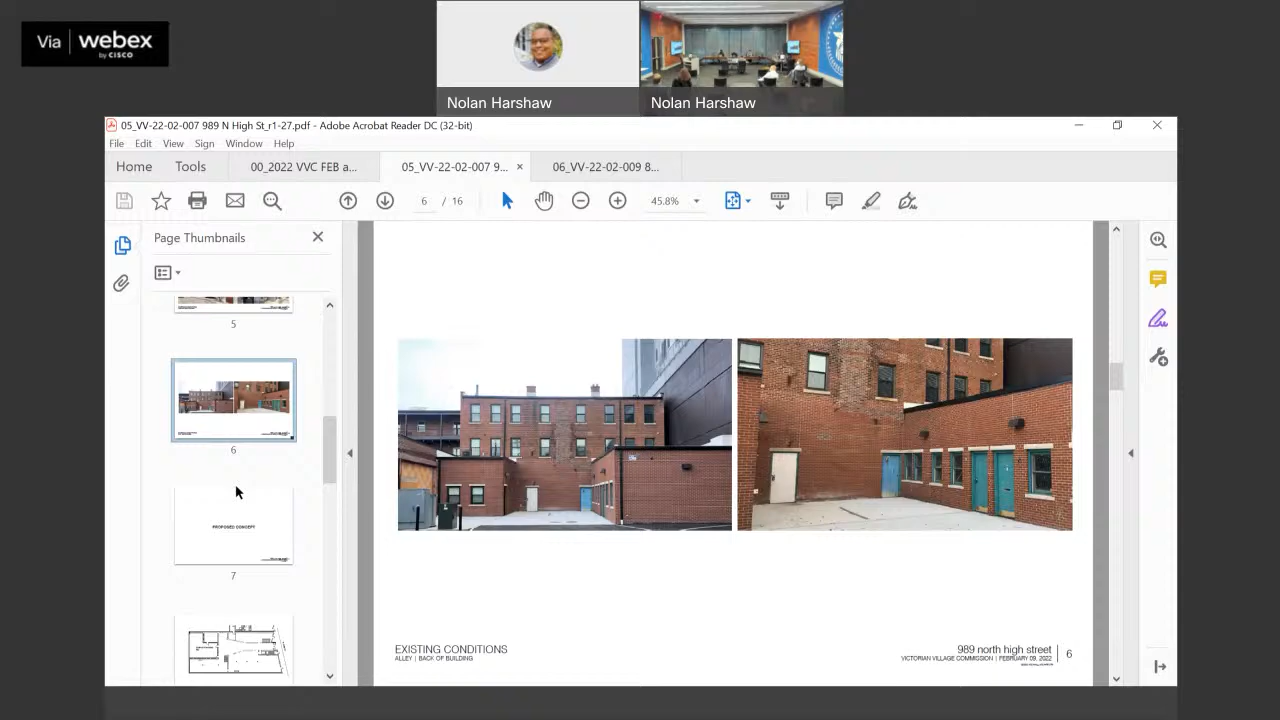 Via webex
by CISCO
Nolan Harshaw
Nolan Harshaw
05_VV-22-02-007 989 N High St_r1-27.pdf - Adobe Acrobat Reader DC (32-bit)
File Edit View Sign Window Help
Home Tools 00_2022 VVC FEB a... 05_VV-22-02-007 9... 06_VV-22-02-009 8...
6 / 16 45.8%
Page Thumbnails
5
6
PROPOSED CONCEPT
7
EXISTING CONDITIONS
ALLEY | BACK OF BUILDING
989 north high street
VICTORIAN VILLAGE COMMISSION | FEBRUARY 09, 2022
6